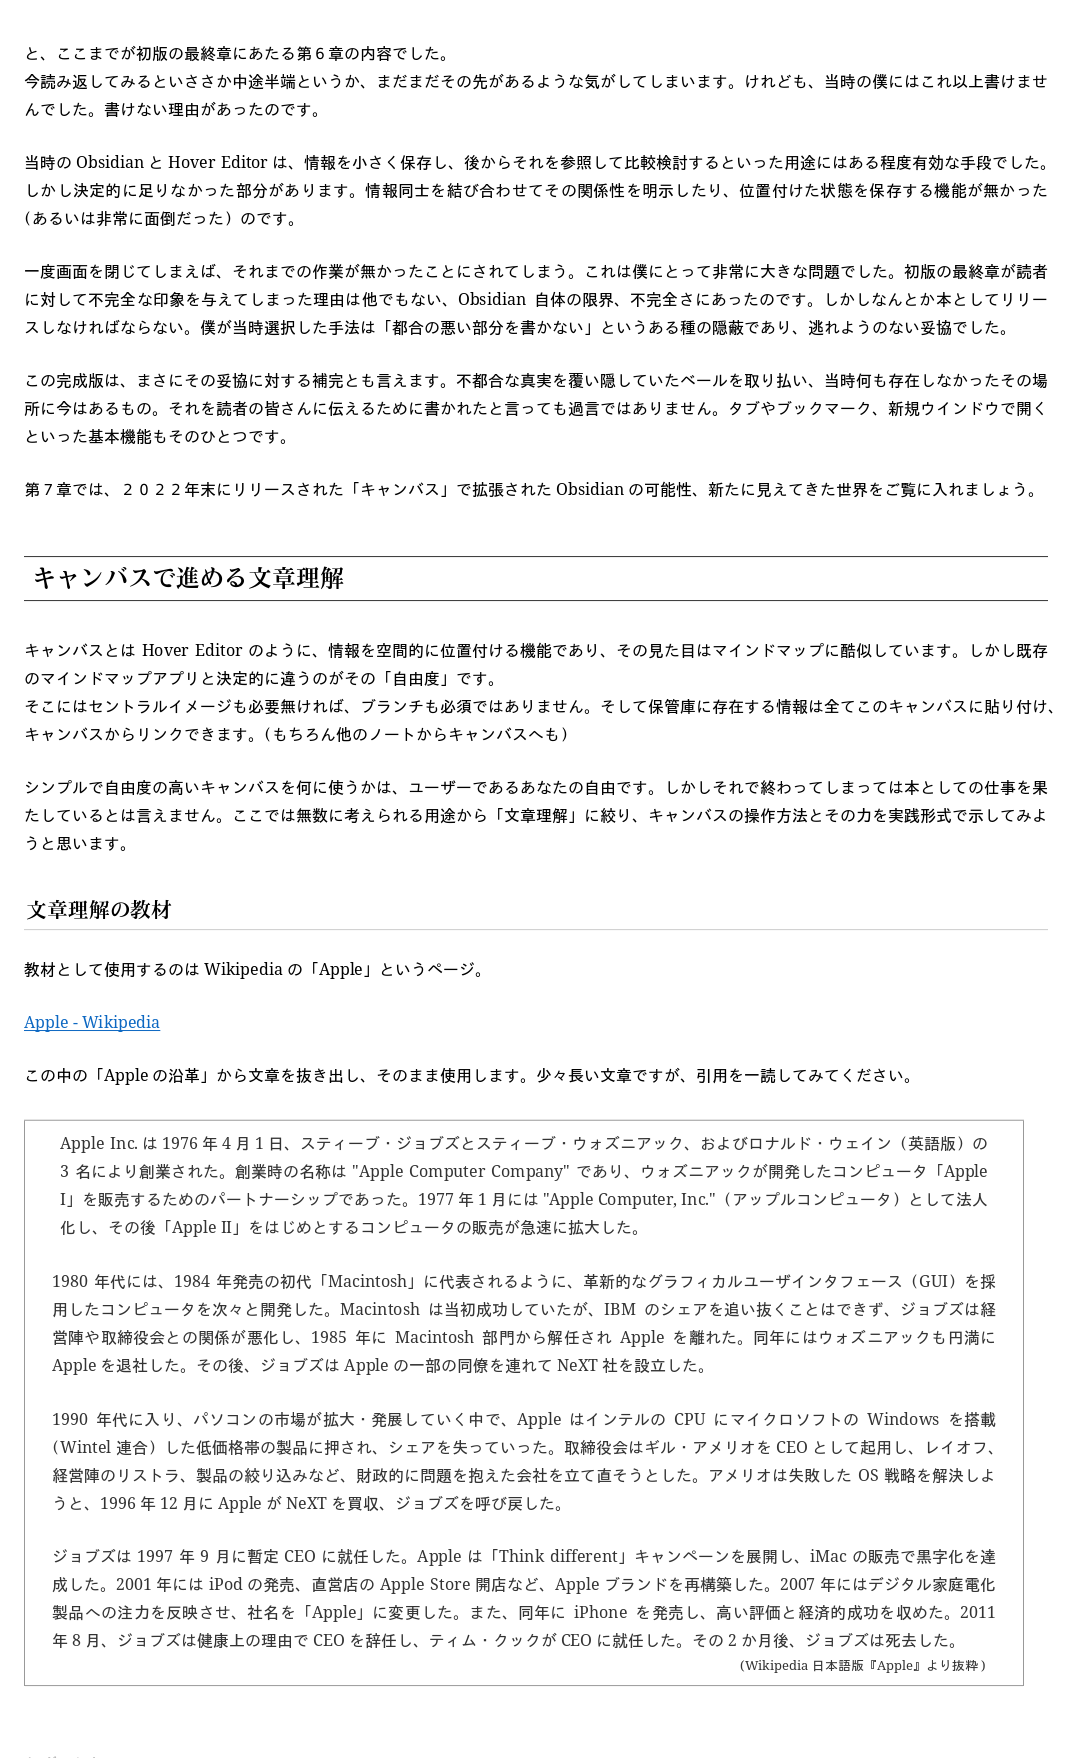 と、ここまでが初版の最終章にあたる第６章の内容でした。
今読み返してみるといささか中途半端というか、まだまだその先があるような気がしてしまいます。けれども、当時の僕にはこれ以上書けませ
んでした。書けない理由があったのです。
当時の Obsidian と Hover Editor は、情報を小さく保存し、後からそれを参照して比較検討するといった用途にはある程度有効な手段でした。
しかし決定的に足りなかった部分があります。情報同士を結び合わせてその関係性を明示したり、位置付けた状態を保存する機能が無かった
(あるいは非常に面倒だった）のです。
一度画面を閉じてしまえば、それまでの作業が無かったことにされてしまう。これは僕にとって非常に大きな問題でした。初版の最終章が読者
に対して不完全な印象を与えてしまった理由は他でもない、Obsidian 自体の限界、不完全さにあったのです。しかしなんとか本としてリリー
スしなければならない。僕が当時選択した手法は「都合の悪い部分を書かない」というある種の隠蔽であり、逃れようのない妥協でした。
この完成版は、まさにその妥協に対する補完とも言えます。不都合な真実を覆い隠していたベールを取り払い、当時何も存在しなかったその場
所に今はあるもの。それを読者の皆さんに伝えるために書かれたと言っても過言ではありません。タブやブックマーク、新規ウインドウで開く
といった基本機能もそのひとつです。
第７章では、２０２２年末にリリースされた「キャンバス」で拡張された Obsidian の可能性、新たに見えてきた世界をご覧に入れましょう。
キャンバスで進める文章理解
キャンバスとは Hover Editor のように、情報を空間的に位置付ける機能であり、その見た目はマインドマップに酷似しています。しかし既存
のマインドマップアプリと決定的に違うのがその「自由度」です。
そこにはセントラルイメージも必要無ければ、ブランチも必須ではありません。そして保管庫に存在する情報は全てこのキャンバスに貼り付け、
キャンバスからリンクできます。(もちろん他のノートからキャンバスへも)
シンプルで自由度の高いキャンバスを何に使うかは、ユーザーであるあなたの自由です。しかしそれで終わってしまっては本としての仕事を果
たしているとは言えません。ここでは無数に考えられる用途から「文章理解」に絞り、キャンバスの操作方法とその力を実践形式で示してみよ
うと思います。
文章理解の教材
教材として使用するのは Wikipedia の「Apple」というページ。
Apple - Wikipedia
この中の「Apple の沿革」から文章を抜き出し、そのまま使用します。少々長い文章ですが、引用を一読してみてください。
Apple Inc. は 1976 年 4 月 1 日、スティーブ・ジョブズとスティーブ・ウォズニアック、およびロナルド・ウェイン（英語版）の
3 名により創業された。創業時の名称は "Apple Computer Company" であり、ウォズニアックが開発したコンピュータ「Apple
I」を販売するためのパートナーシップであった。1977 年 1 月には "Apple Computer, Inc."（アップルコンピュータ）として法人
化し、その後「Apple II」をはじめとするコンピュータの販売が急速に拡大した。
1980 年代には、1984 年発売の初代「Macintosh」に代表されるように、革新的なグラフィカルユーザインタフェース（GUI）を採
用したコンピュータを次々と開発した。Macintosh は当初成功していたが、IBM のシェアを追い抜くことはできず、ジョブズは経
営陣や取締役会との関係が悪化し、1985 年に Macintosh 部門から解任され Apple を離れた。同年にはウォズニアックも円満に
Apple を退社した。その後、ジョブズは Apple の一部の同僚を連れて NeXT 社を設立した。
1990 年代に入り、パソコンの市場が拡大・発展していく中で、Apple はインテルの CPU にマイクロソフトの Windows を搭載
(Wintel 連合）した低価格帯の製品に押され、シェアを失っていった。取締役会はギル・アメリオを CEO として起用し、レイオフ、
経営陣のリストラ、製品の絞り込みなど、財政的に問題を抱えた会社を立て直そうとした。アメリオは失敗した OS 戦略を解決しよ
うと、1996 年 12 月に Apple が NeXT を買収、ジョブズを呼び戻した。
ジョブズは 1997 年 9 月に暫定 CEO に就任した。Apple は「Think different」キャンペーンを展開し、iMac の販売で黒字化を達
成した。2001 年には iPod の発売、直営店の Apple Store 開店など、Apple ブランドを再構築した。2007 年にはデジタル家庭電化
製品への注力を反映させ、社名を「Apple」に変更した。また、同年に iPhone を発売し、高い評価と経済的成功を収めた。2011
年 8 月、ジョブズは健康上の理由で CEO を辞任し、ティム・クックが CEO に就任した。その 2 か月後、ジョブズは死去した。
(Wikipedia 日本語版『Apple』より抜粋)